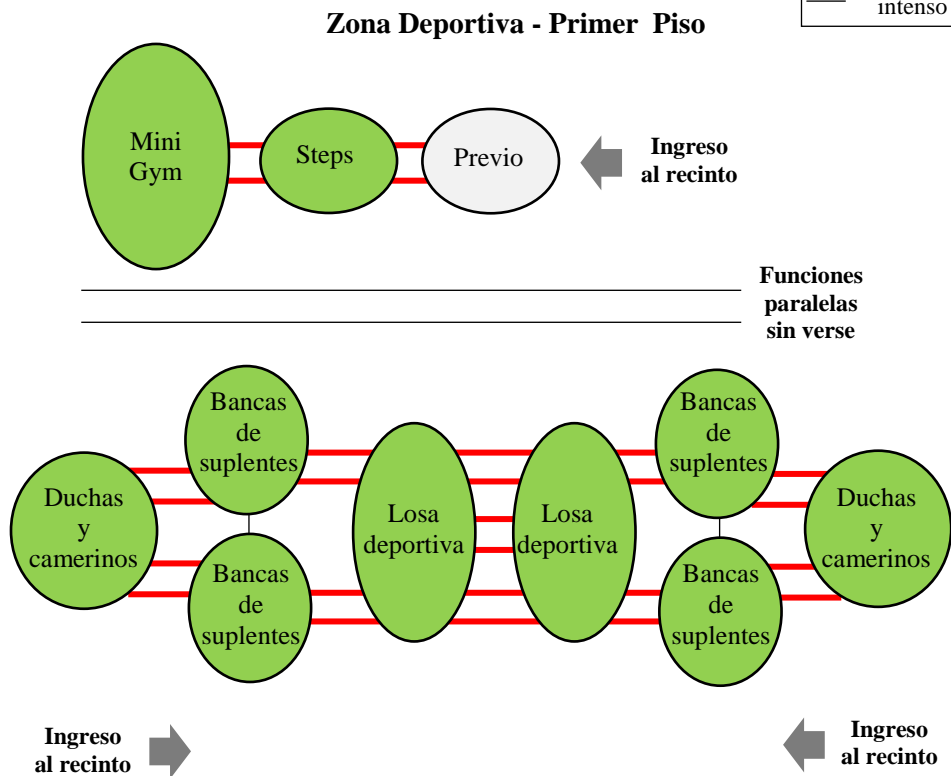 intenso
Zona Deportiva - Primer Piso
Mini
Gym
Steps
Previo
Ingreso
al recinto
Funciones
paralelas
sin verse
Bancas
de
suplentes
Bancas
de
suplentes
Duchas
y
camerinos
Losa
deportiva
Losa
deportiva
Duchas
y
camerinos
Bancas
de
suplentes
Bancas
de
suplentes
Ingreso
al recinto
Ingreso
al recinto